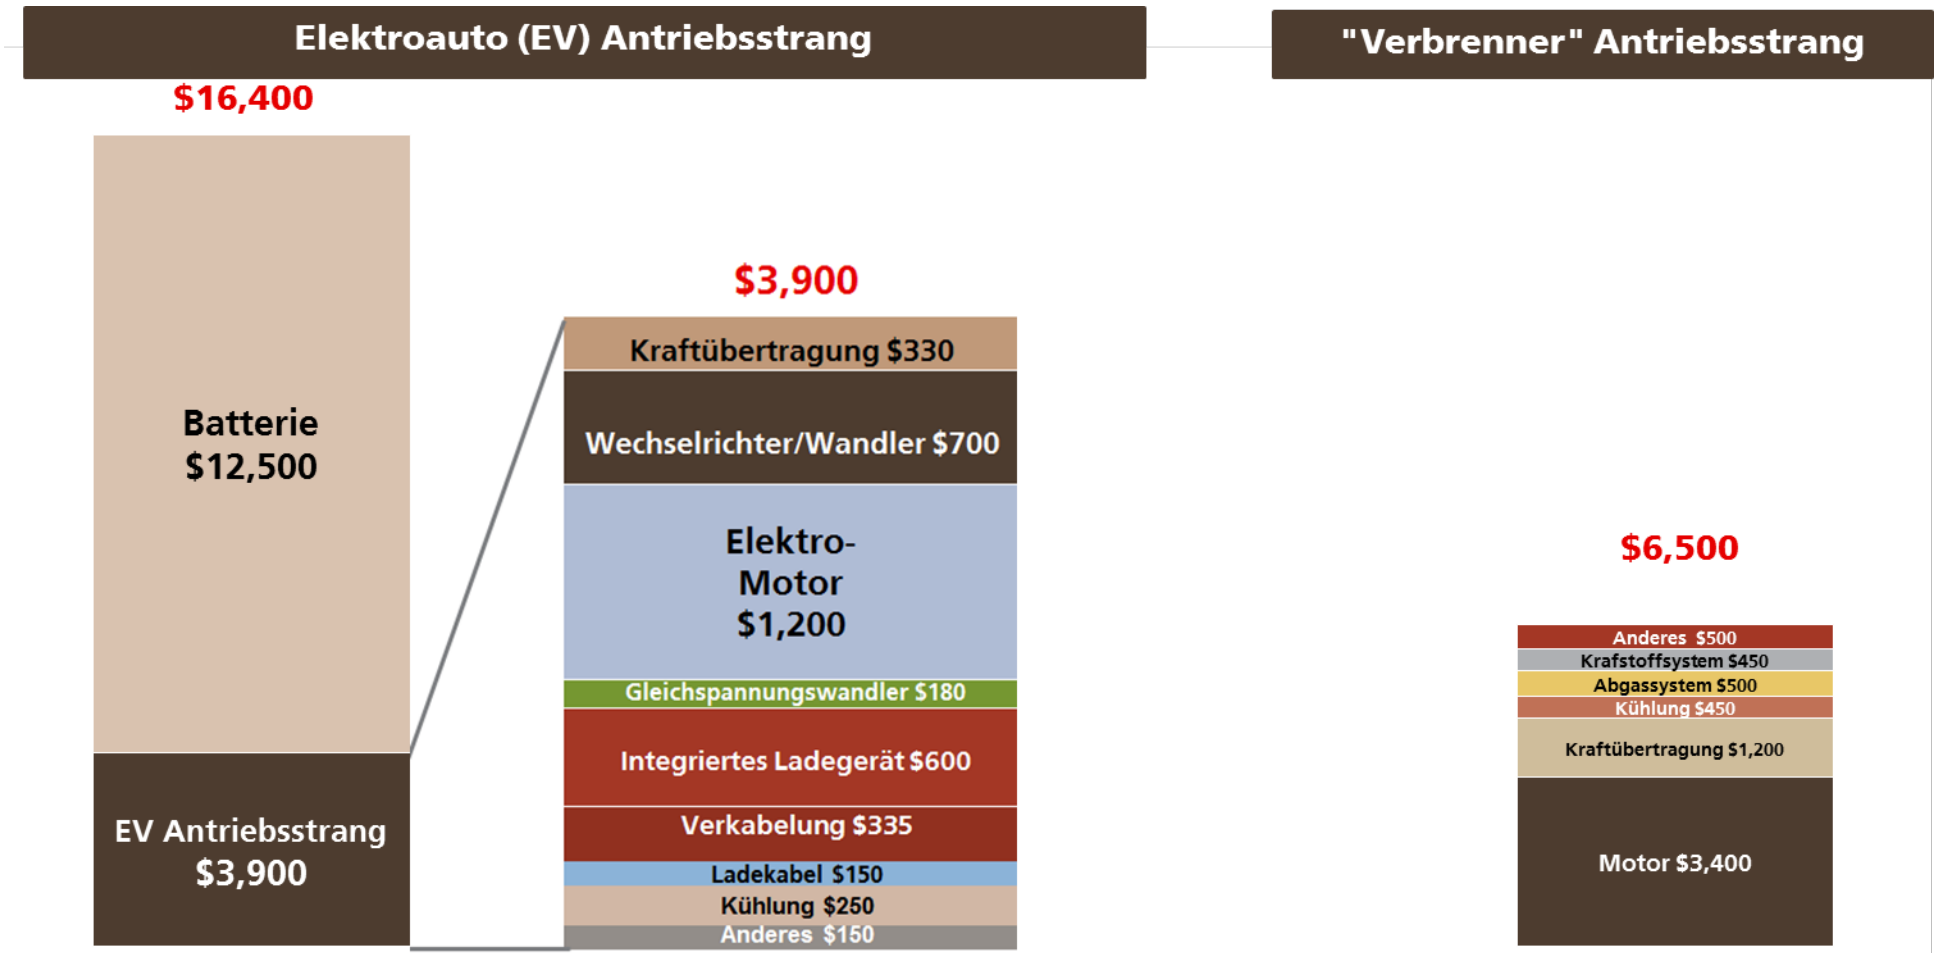 Elektroauto (EV) Antriebsstrang
$16,400
Batterie
$12,500
EV Antriebsstrang
$3,900
$3,900
Kraftübertragung $330
Wechselrichter/Wandler $700
Elektro-
Motor
$1,200
Gleichspannungswandler $180
Integriertes Ladegerät $600
Verkabelung $335
Ladekabel $150
Kühlung $250
Anderes $150
"Verbrenner" Antriebsstrang
$6,500
Anderes $500
Krafstoffsystem $450
Abgassystem $500
Kühlung $450
Kraftübertragung $1,200
Motor $3,400